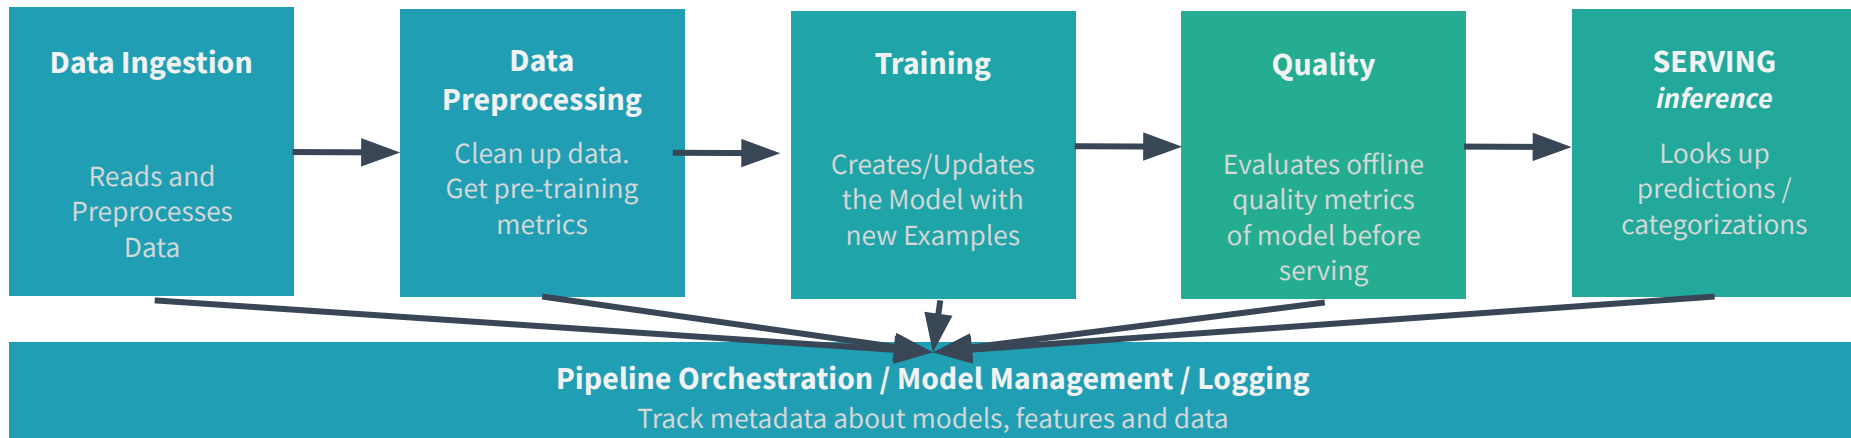 Data Ingestion
Reads and
Preprocesses
Data
Data
Preprocessing
Clean up data.
Get pre-training
metrics
Training
Creates/Updates
the Model with
new Examples
Quality
Evaluates offline
quality metrics
of model before
serving
SERVING
inference
Looks up
predictions /
categorizations
Pipeline Orchestration / Model Management / Logging
Track metadata about models, features and data